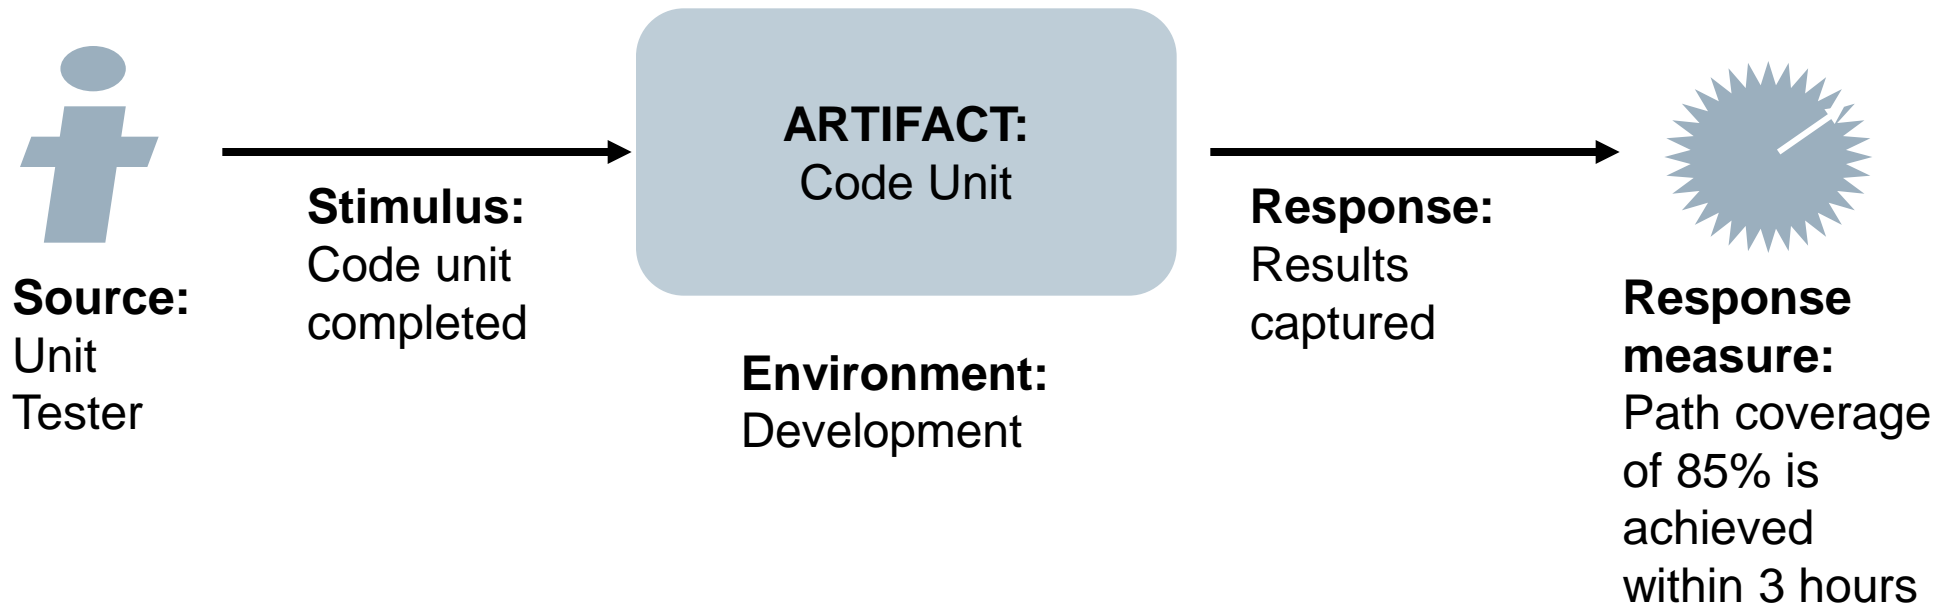 Source:
Unit
Tester
Stimulus:
Code unit
completed
ARTIFACT:
Code Unit
Environment:
Development
Response:
Results
captured
Response
measure:
Path coverage
of 85% is
achieved
within 3 hours